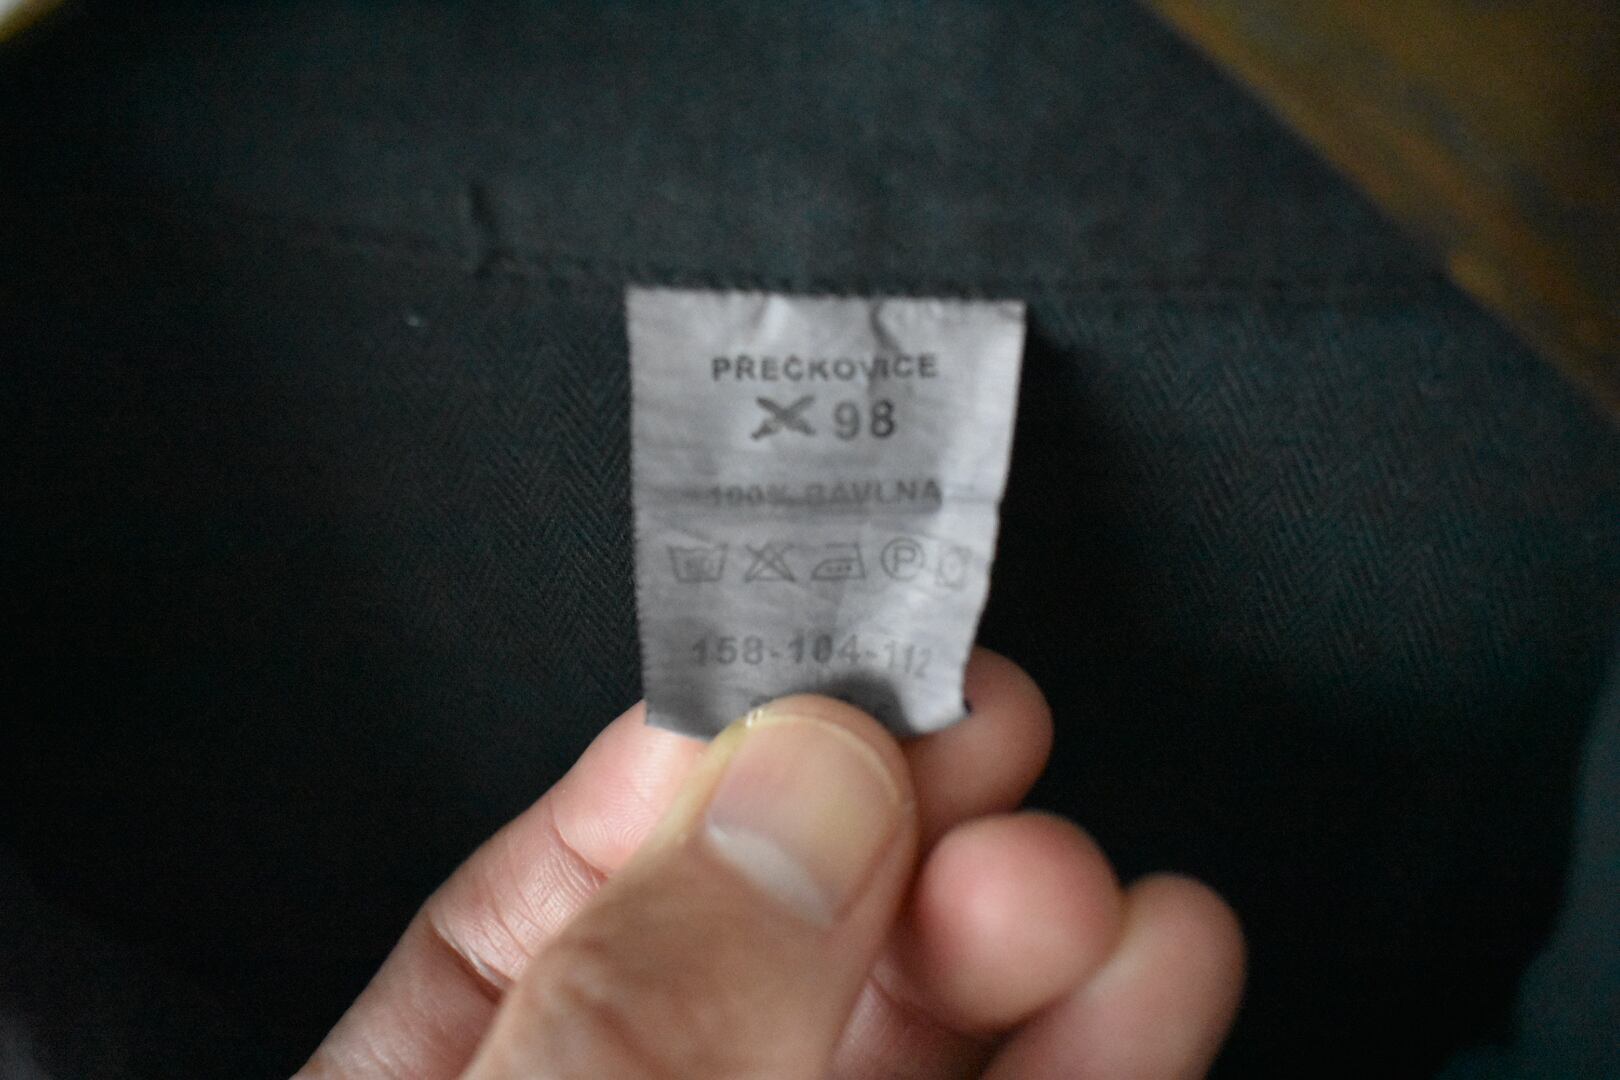 PŘEČKOVICE
98
100% BAVLNA
P
158-104-112